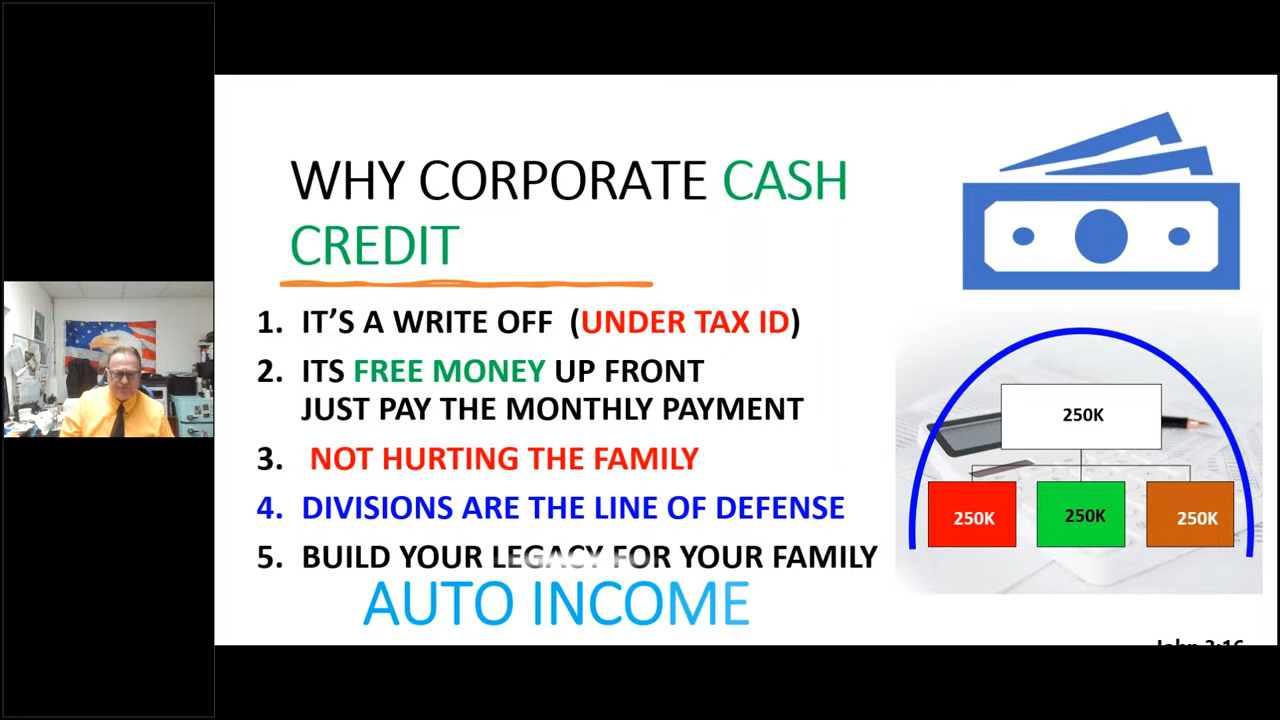 WHY CORPORATE CASH
CREDIT
1. IT'S A WRITE OFF (UNDER TAX ID)
2. ITS FREE MONEY UP FRONT
JUST PAY THE MONTHLY PAYMENT
3. NOT HURTING THE FAMILY
4. DIVISIONS ARE THE LINE OF DEFENSE
5. BUILD YOUR LEGACY FOR YOUR FAMILY
AUTO INCOME
250K
250K
250K
250K
John 3:16